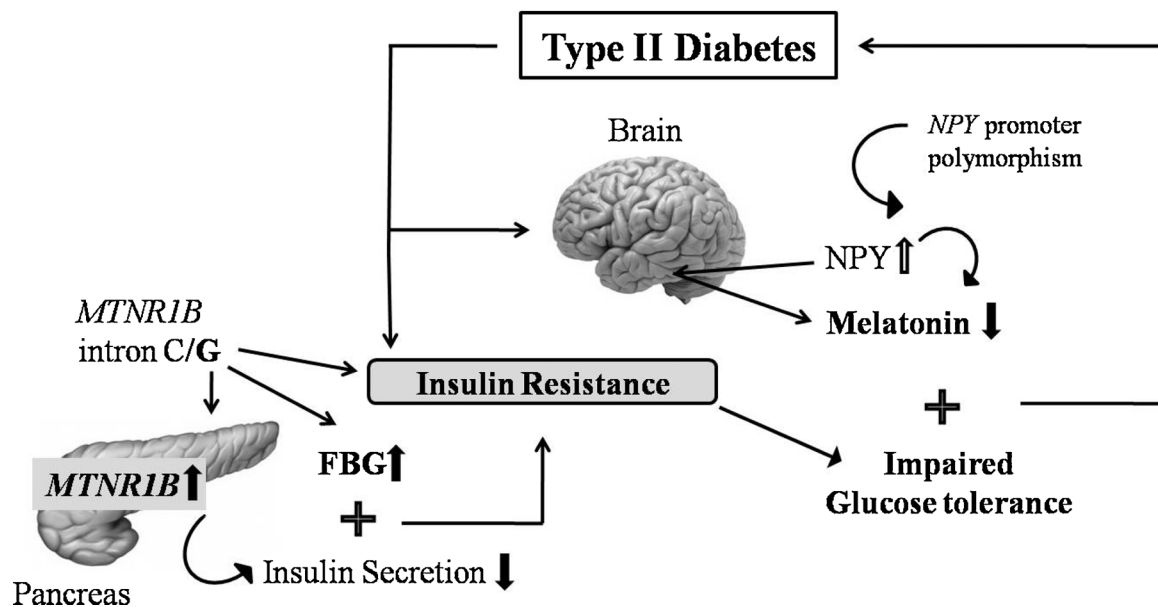 Type II Diabetes
Brain
NPY promoter
polymorphism
NPY
Melatonin
MTNR1B
intron C/G
Insulin Resistance
FBG
MTNR1B
Impaired
Glucose tolerance
Insulin Secretion
Pancreas